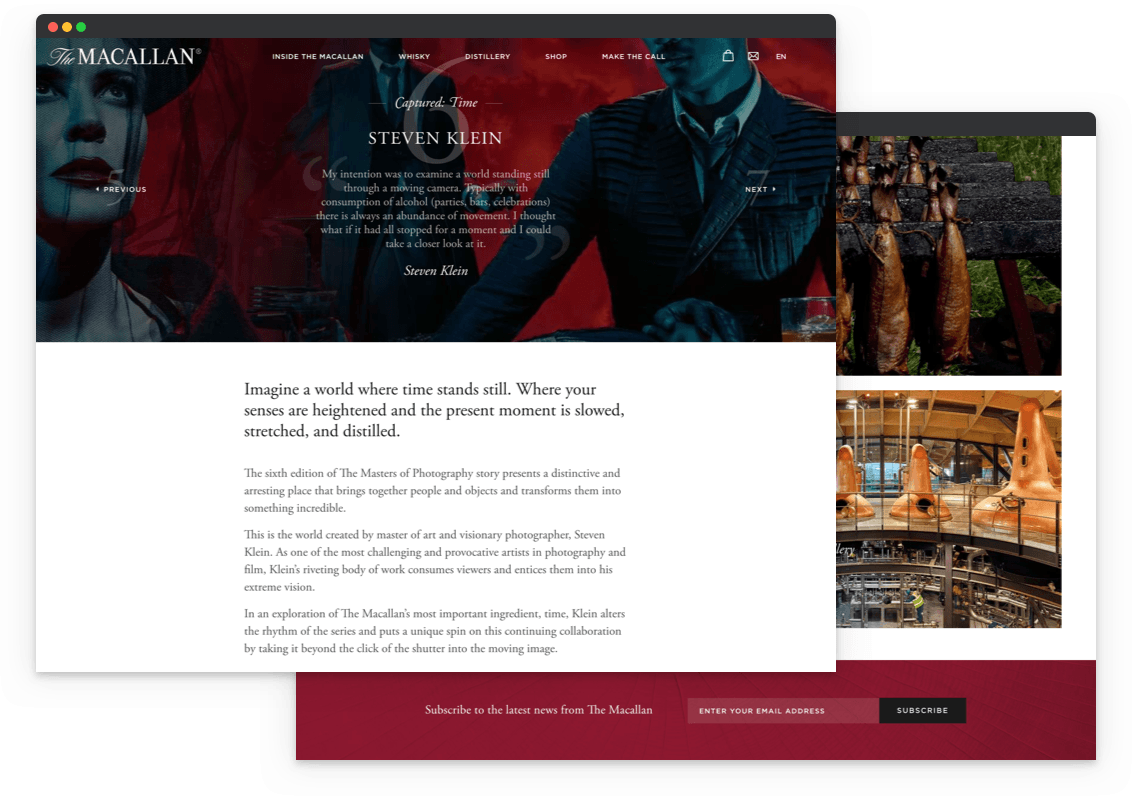 The MACALLAN®
INSIDE THE MACALLAN WHISKY DISTILLERY SHOP MAKE THE CALL EN
6
Captured: Time
STEVEN KLEIN
“
My intention was to examine a world standing still
through a moving camera. Typically with
consumption of alcohol (parties, bars, celebrations)
there is always an abundance of movement. I thought
what if it had all stopped for a moment and I could
take a closer look at it.
”
Steven Klein
5
PREVIOUS
7
NEXT
Imagine a world where time stands still. Where your
senses are heightened and the present moment is slowed,
stretched, and distilled.
The sixth edition of The Masters of Photography story presents a distinctive and
arresting place that brings together people and objects and transforms them into
something incredible.
This is the world created by master of art and visionary photographer, Steven
Klein. As one of the most challenging and provocative artists in photography and
film, Klein’s riveting body of work consumes viewers and entices them into his
extreme vision.
In an exploration of The Macallan’s most important ingredient, time, Klein alters
the rhythm of the series and puts a unique spin on this continuing collaboration
by taking it beyond the click of the shutter into the moving image.
Subscribe to the latest news from The Macallan
ENTER YOUR EMAIL ADDRESS
SUBSCRIBE